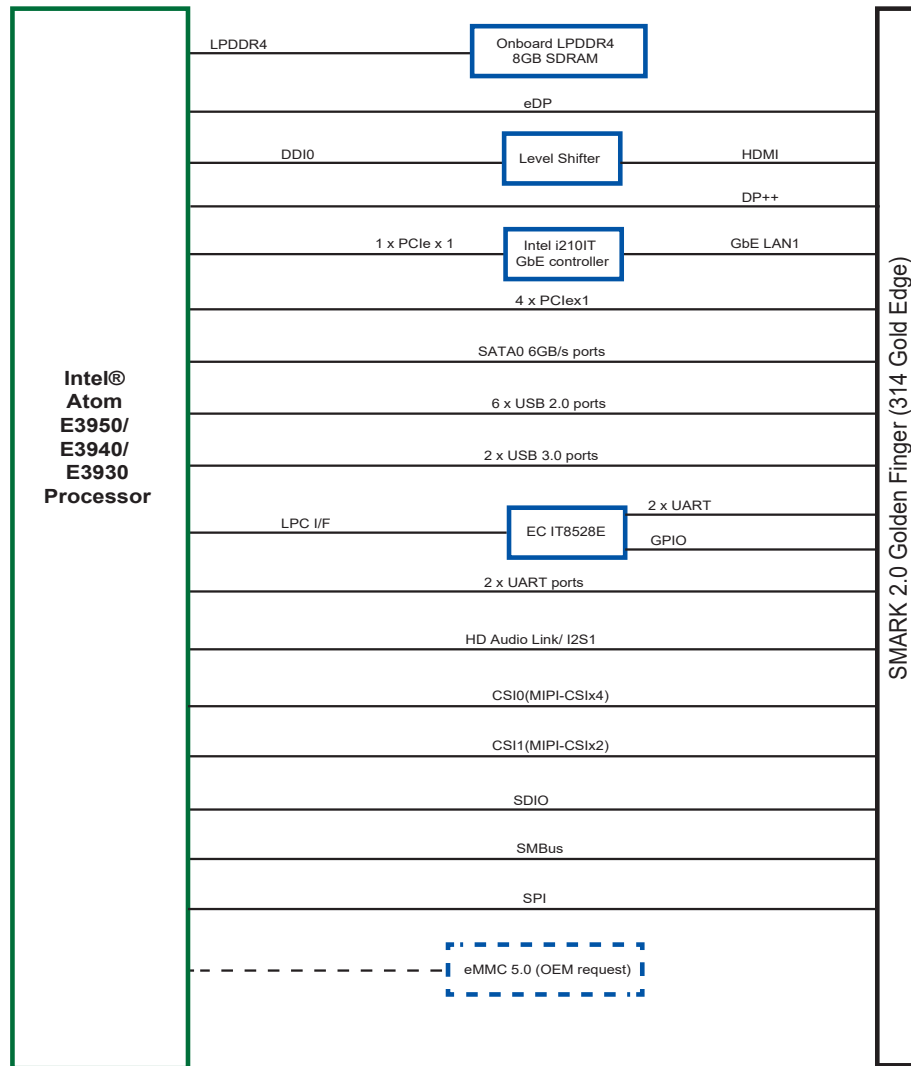 LPDDR4
Onboard LPDDR4
8GB SDRAM
eDP
DDI0
Level Shifter
HDMI
DP++
1 x PCIe x 1
Intel i210IT
GbE controller
GbE LAN1
4 x PCIex1
SATA0 6GB/s ports
6 x USB 2.0 ports
2 x USB 3.0 ports
Intel®
Atom
E3950/
E3940/
E3930
Processor
LPC I/F
EC IT8528E
2 x UART
GPIO
2 x UART ports
HD Audio Link/ I2S1
CSI0(MIPI-CSIx4)
CSI1(MIPI-CSIx2)
SDIO
SMBus
SPI
eMMC 5.0 (OEM request)
SMARK 2.0 Golden Finger (314 Gold Edge)